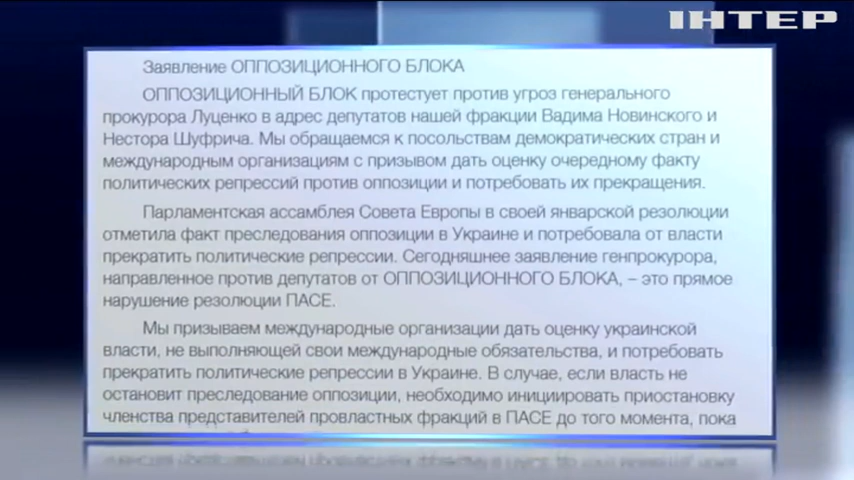 ІНТЕР
Заявление ОППОЗИЦИОННОГО БЛОКА
ОППОЗИЦИОННЫЙ БЛОК протестует против угроз генерального
прокурора Луценко в адрес депутатов нашей фракции Вадима Новинского и
Нестора Шуфрича. Мы обращаемся к посольствам демократических стран и
международным организациям с призывом дать оценку очередному факту
политических репрессий против оппозиции и потребовать их прекращения.
Парламентская ассамблея Совета Европы в своей январской резолюции
отметила факт преследования оппозиции в Украине и потребовала от власти
прекратить политические репрессии. Сегодняшнее заявление генпрокурора,
направленное против депутатов от ОППОЗИЦИОННОГО БЛОКА, – это прямое
нарушение резолюции ПАСЕ.
Мы призываем международные организации дать оценку украинской
власти, не выполняющей свои международные обязательства, и потребовать
прекратить политические репрессии в Украине. В случае, если власть не
остановит преследование оппозиции, необходимо инициировать приостановку
членства представителей провластных фракций в ПАСЕ до того момента, пока